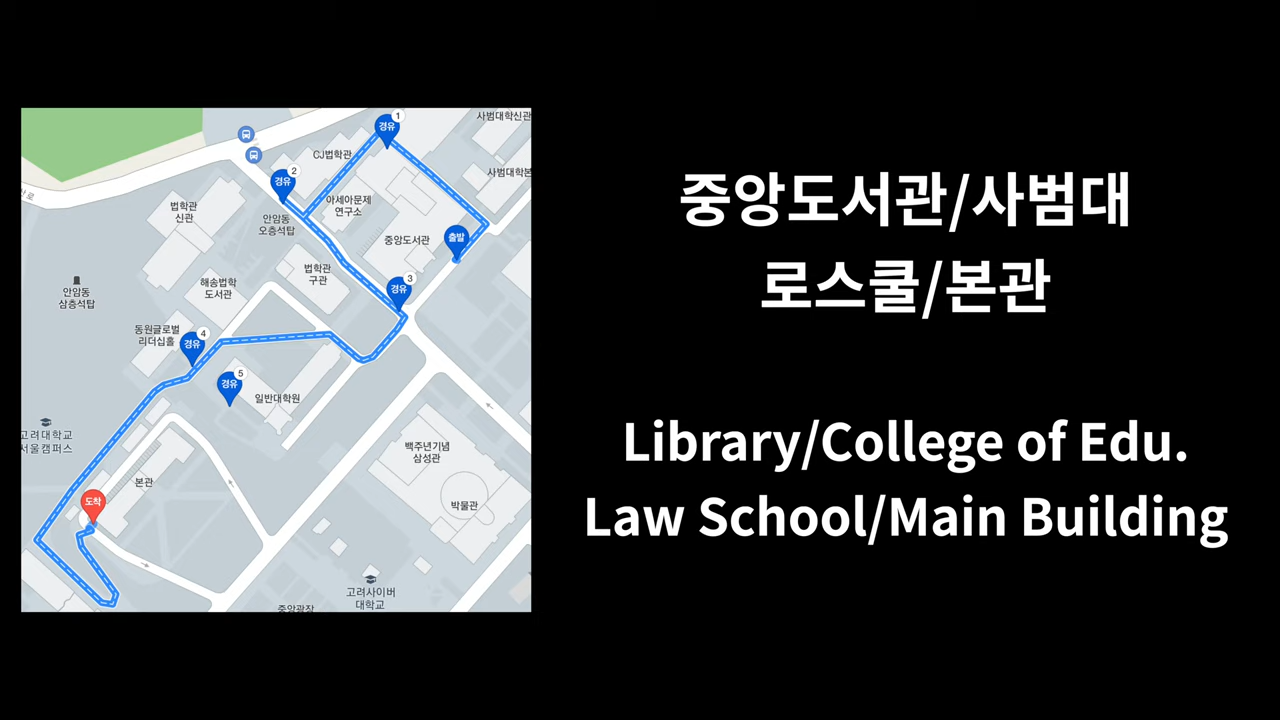 중앙도서관/사범대
로스쿨/본관
Library/College of Edu.
Law School/Main Building
사범대학신관
경유
1
CJ법학관
사범대학본
경유
2
아세아문제
연구소
법학관
신관
안암동
오층석탑
중앙도서관
출발
법학관
구관
경유
3
해송법학
도서관
안암동
삼층석탑
동원글로벌
리더십홀
경유
4
경유
5
일반대학원
고려대학교
서울캠퍼스
백주년기념
삼성관
본관
도착
박물관
고려사이버
대학교
중앙광장